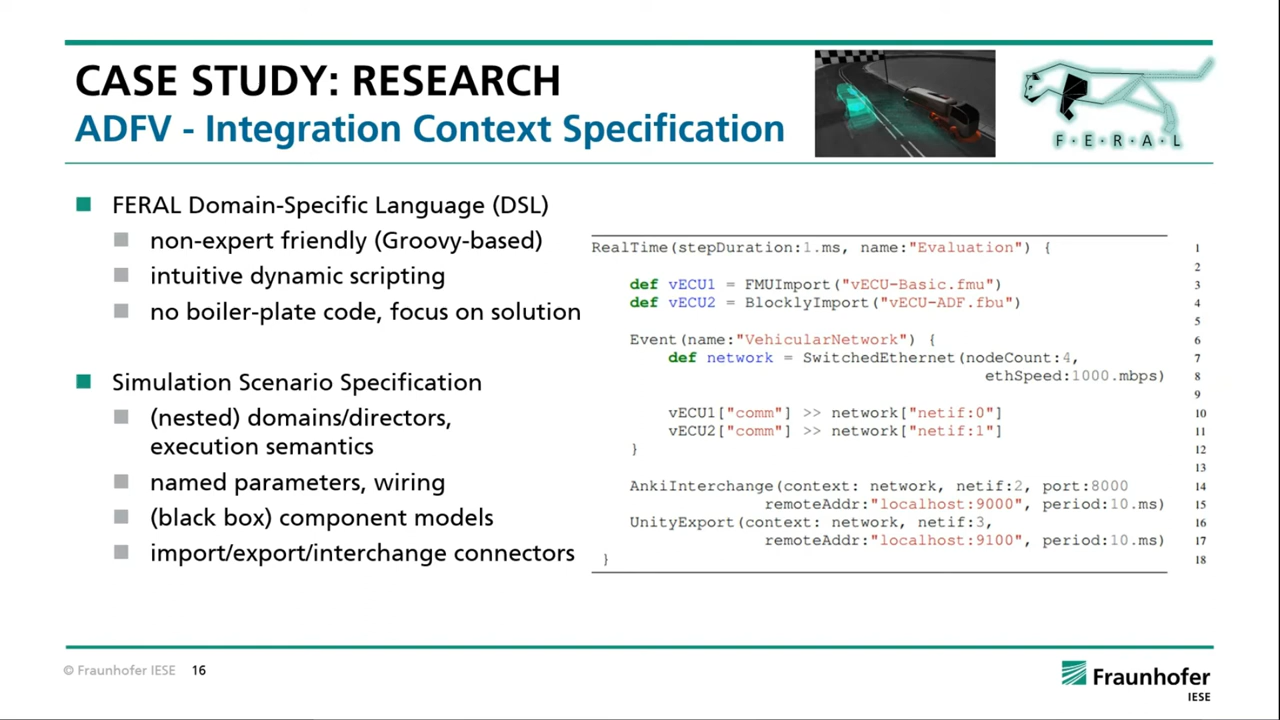 CASE STUDY: RESEARCH
ADFV - Integration Context Specification
F·E·R·A·L
FERAL Domain-Specific Language (DSL)
non-expert friendly (Groovy-based)
intuitive dynamic scripting
no boiler-plate code, focus on solution
Simulation Scenario Specification
(nested) domains/directors,
execution semantics
named parameters, wiring
(black box) component models
import/export/interchange connectors
RealTime(stepDuration:1.ms, name:"Evaluation") { 1
2
def vECU1 = FMUImport("vECU-Basic.fmu") 3
def vECU2 = BlocklyImport("vECU-ADF.fbu") 4
5
Event(name:"VehicularNetwork") { 6
def network = SwitchedEthernet(nodeCount:4, 7
ethSpeed:1000.mbps) 8
9
vECU1["comm"] >> network["netif:0"] 10
vECU2["comm"] >> network["netif:1"] 11
} 12
13
AnkiInterchange(context: network, netif:2, port:8000 14
remoteAddr:"localhost:9000", period:10.ms) 15
UnityExport(context: network, netif:3, 16
remoteAddr:"localhost:9100", period:10.ms) 17
} 18
© Fraunhofer IESE 16
Fraunhofer
IESE